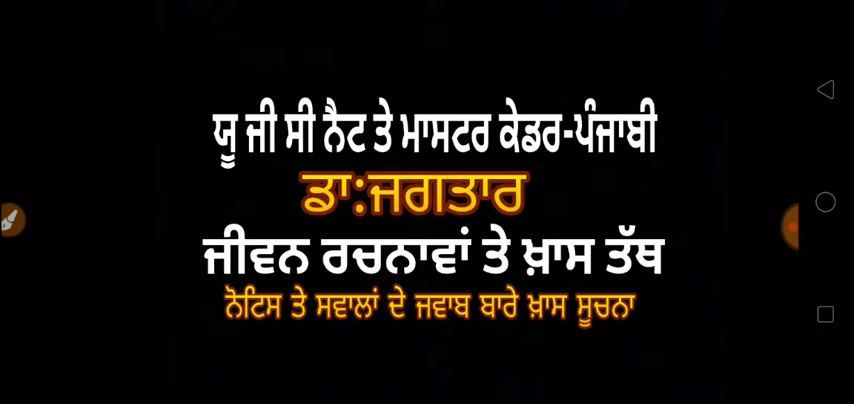 ਯੂ ਜੀ ਸੀ ਨੈਟ ਤੇ ਮਾਸਟਰ ਕੇਡਰ-ਪੰਜਾਬੀ
ਡਾ:ਜਗਤਾਰ
ਜੀਵਨ ਰਚਨਾਵਾਂ ਤੇ ਖ਼ਾਸ ਤੱਥ
ਨੋਟਿਸ ਤੇ ਸਵਾਲਾਂ ਦੇ ਜਵਾਬ ਬਾਰੇ ਖ਼ਾਸ ਸੂਚਨਾ